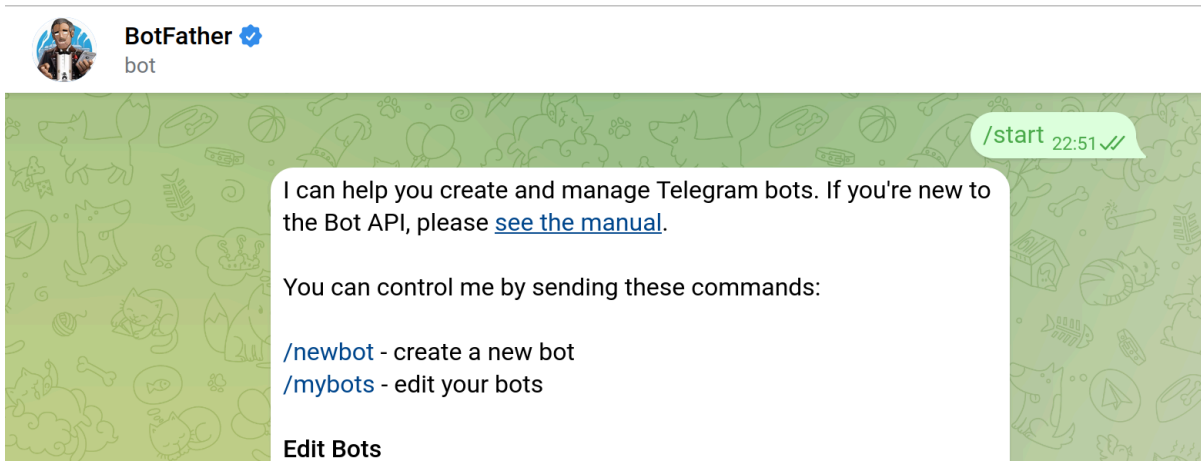 BotFather
bot
/start 22:51
I can help you create and manage Telegram bots. If you're new to
the Bot API, please see the manual.
You can control me by sending these commands:
/newbot - create a new bot
/mybots - edit your bots
Edit Bots